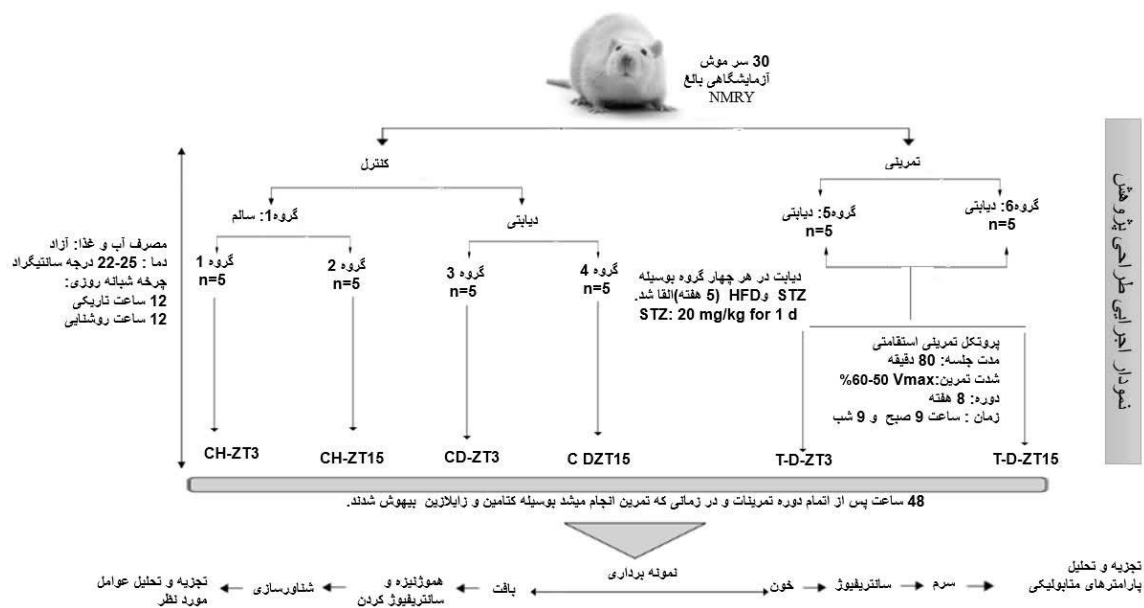 30 سر موش
آزمایشگاهی بالغ
NMRY
کنترل
تمرینی
گروه1: سالم
دیابتی
گروه5: دیابتی
n=5
گروه6: دیابتی
n=5
مصرف آب و غذا: آزاد
دما : 25-22 درجه سانتیگراد
چرخه شبانه روزی:
12 ساعت تاریکی
12 ساعت روشنایی
گروه 1
n=5
گروه 2
n=5
گروه 3
n=5
گروه 4
n=5
دیابت در هر چهار گروه بوسیله
STZ وHFD (5 هفته)القا شد.
STZ: 20 mg/kg for 1 d
پروتکل تمرینی استقامتی
مدت جلسه: 80 دقیقه
شدت تمرین:Vmax 50-60%
دوره: 8 هفته
زمان : ساعت 9 صبح و 9 شب
نمودار اجرایی طراحی پژوهش
CH-ZT3
CH-ZT15
CD-ZT3
C DZT15
T-D-ZT3
T-D-ZT15
48 ساعت پس از اتمام دوره تمرینات و در زمانی که تمرین انجام میشد بوسیله کتامین و زایلازین بیهوش شدند.
نمونه برداری
خون
سانتریفیوژ
سرم
تجزیه و تحلیل
پارامترهای متابولیکی
بافت
هموژنیزه و
سانتریفیوژ کردن
شناورسازی
تجزیه و تحلیل عوامل
مورد نظر